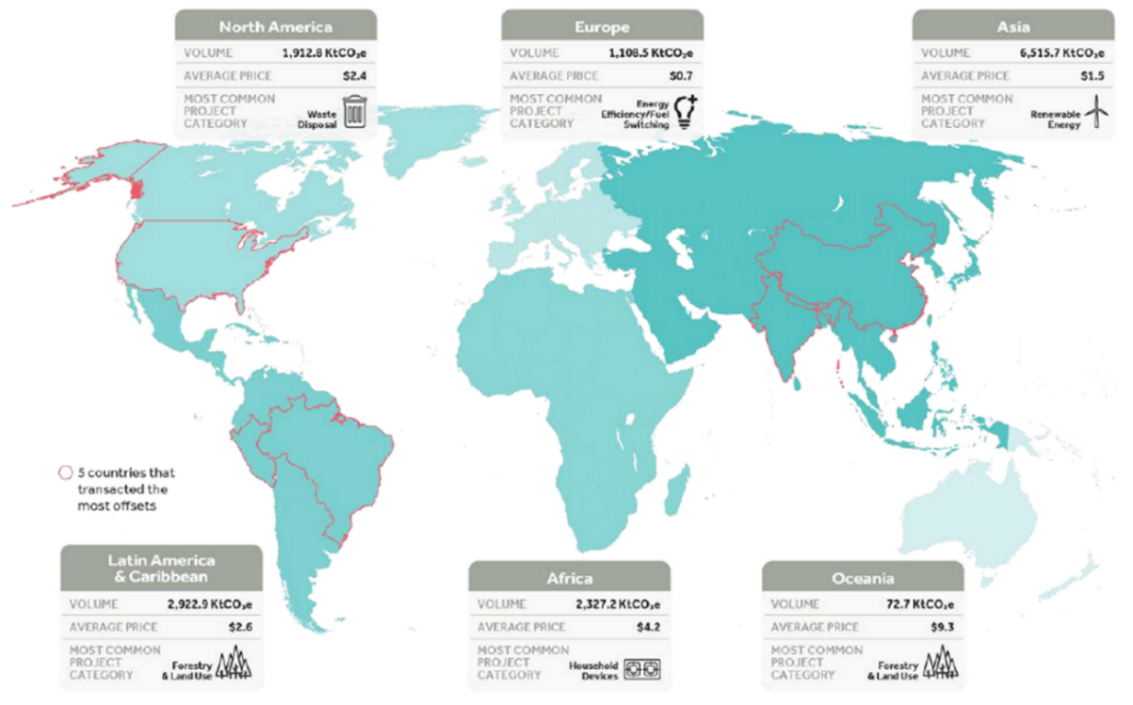 North America
VOLUME 1,912.8 KtCO₂e
AVERAGE PRICE $2.4
MOST COMMON
PROJECT
CATEGORY
Waste
Disposal
Europe
VOLUME 1,108.5 KtCO₂e
AVERAGE PRICE $0.7
MOST COMMON
PROJECT
CATEGORY
Energy
Efficiency/Fuel
Switching
Asia
VOLUME 6,515.7 KtCO₂e
AVERAGE PRICE $1.5
MOST COMMON
PROJECT
CATEGORY
Renewable
Energy
5 countries that
transacted the
most offsets
Latin America
& Caribbean
VOLUME 2,922.9 KtCO₂e
AVERAGE PRICE $2.6
MOST COMMON
PROJECT
CATEGORY
Forestry
& Land Use
Africa
VOLUME 2,327.2 KtCO₂e
AVERAGE PRICE $4.2
MOST COMMON
PROJECT
CATEGORY
Household
Devices
Oceania
VOLUME 72.7 KtCO₂e
AVERAGE PRICE $9.3
MOST COMMON
PROJECT
CATEGORY
Forestry
& Land Use